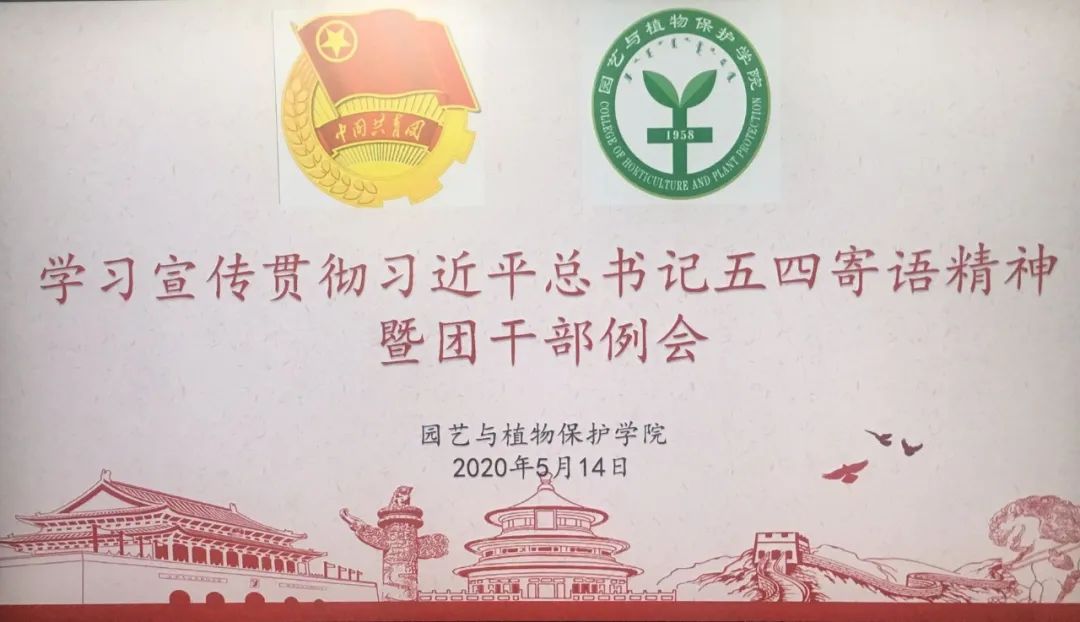 中国共青团
园艺与植物保护学院
1958
COLLEGE OF HORTICULTURE AND PLANT PROTECTION
学习宣传贯彻习近平总书记五四寄语精神
暨团干部例会
园艺与植物保护学院
2020年5月14日